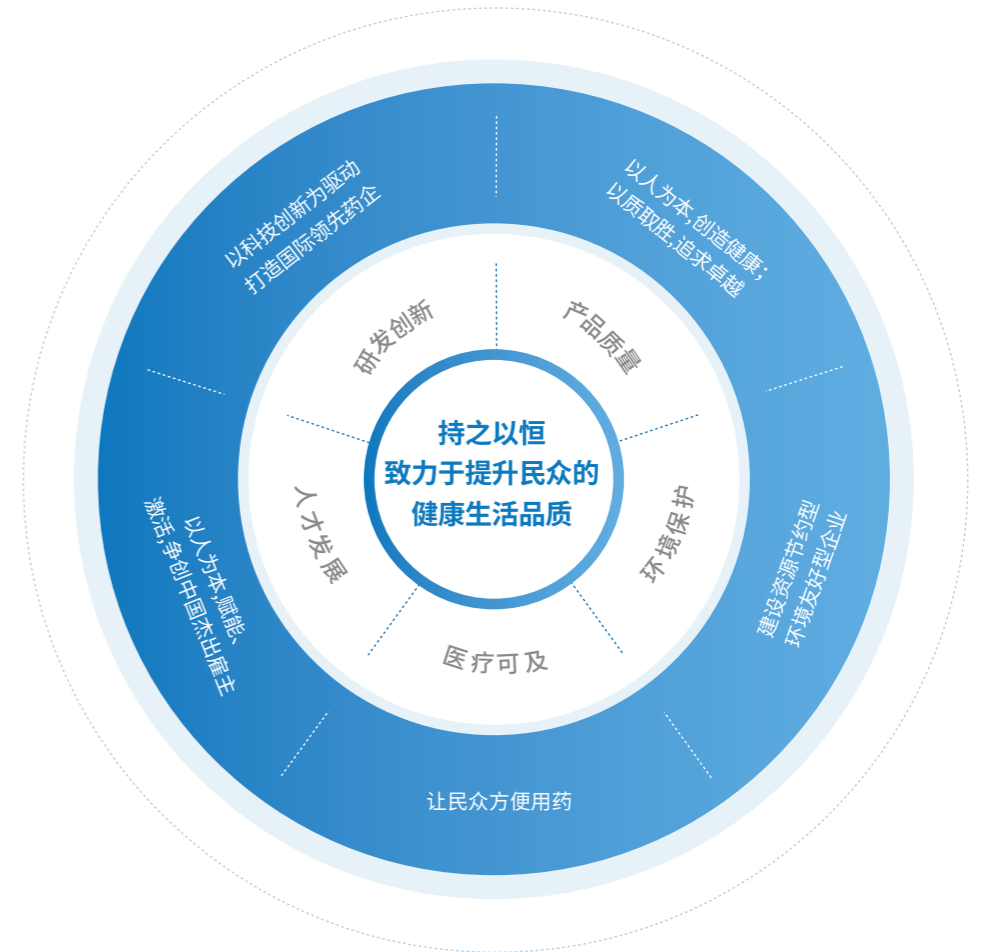 持之以恒
致力于提升民众的
健康生活品质
研发创新
产品质量
环境保护
医疗可及
人才发展
以科技创新为驱动
打造国际领先药企
以人为本，创造健康；
以质取胜，追求卓越
建设资源节约型
环境友好型企业
让民众方便用药
以人为本，赋能、
激活，争创中国杰出雇主